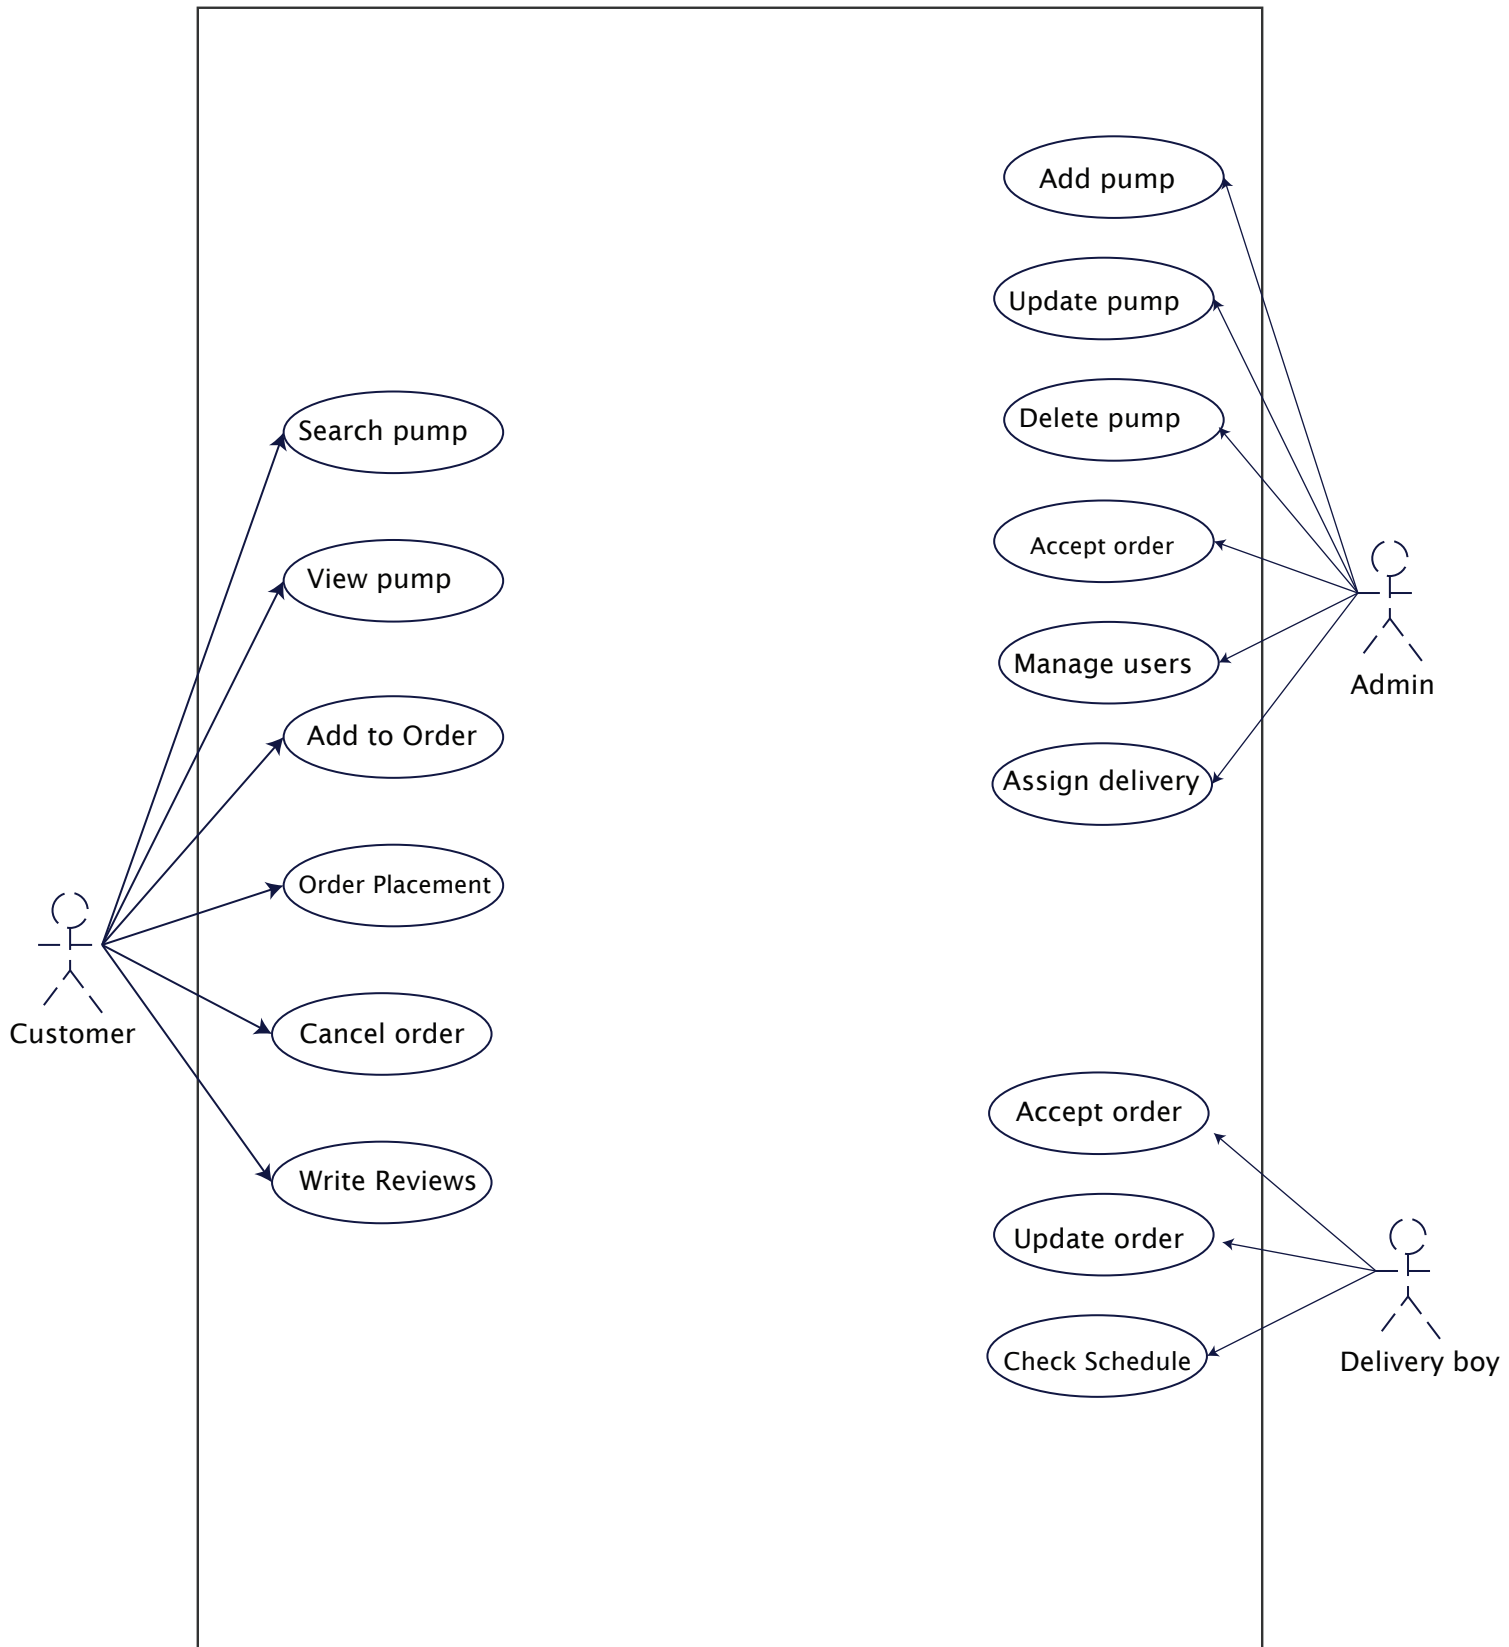 Add pump
Update pump
Delete pump
Accept order
Manage users
Assign delivery
Admin
Search pump
View pump
Add to Order
Order Placement
Cancel order
Write Reviews
Customer
Accept order
Update order
Check Schedule
Delivery boy